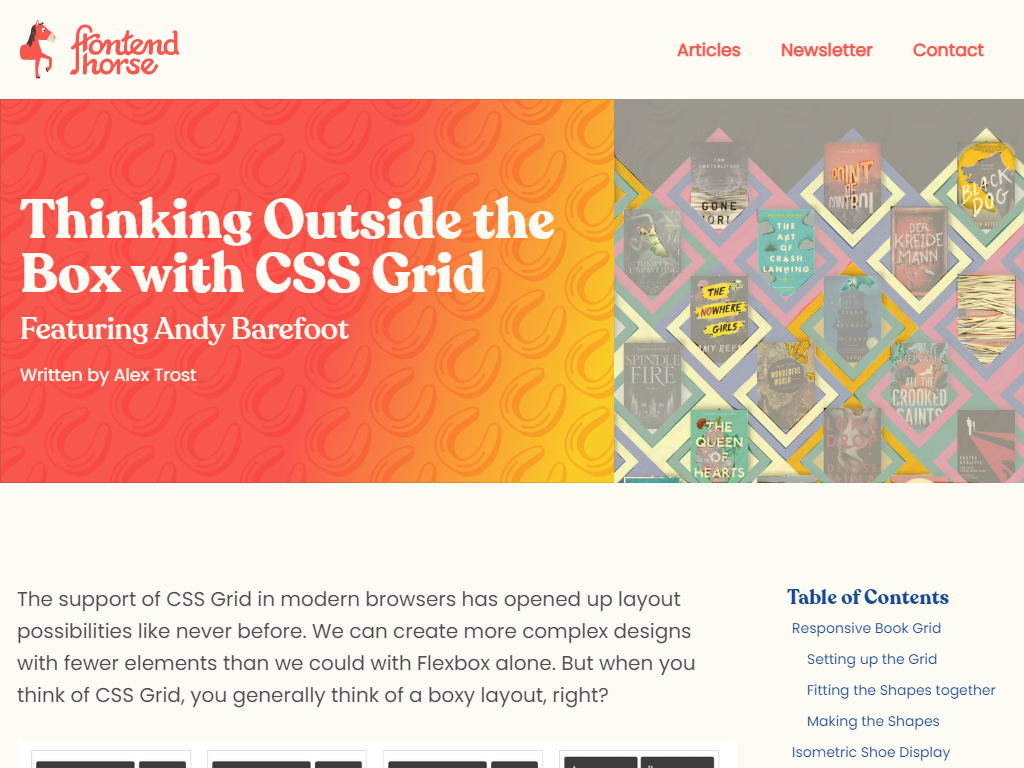 frontend
horse
Articles
Newsletter
Contact
Thinking Outside the
Box with CSS Grid
Featuring Andy Barefoot
Written by Alex Trost
POINT
OF
CONTROL
BLACK
DOG
GONE
THE
ART
OF
CRASH
LANDING
DER
KREIDE
MANN
THE
NOWHERE
GIRLS
AMY REED
SPINDLE
FIRE
WONDERFUL
WORLD
ALL THE
CROOKED
SAINTS
THE
QUEEN
OF
HEARTS
The support of CSS Grid in modern browsers has opened up layout
possibilities like never before. We can create more complex designs
with fewer elements than we could with Flexbox alone. But when you
think of CSS Grid, you generally think of a boxy layout, right?
Table of Contents
Responsive Book Grid
Setting up the Grid
Fitting the Shapes together
Making the Shapes
Isometric Shoe Display